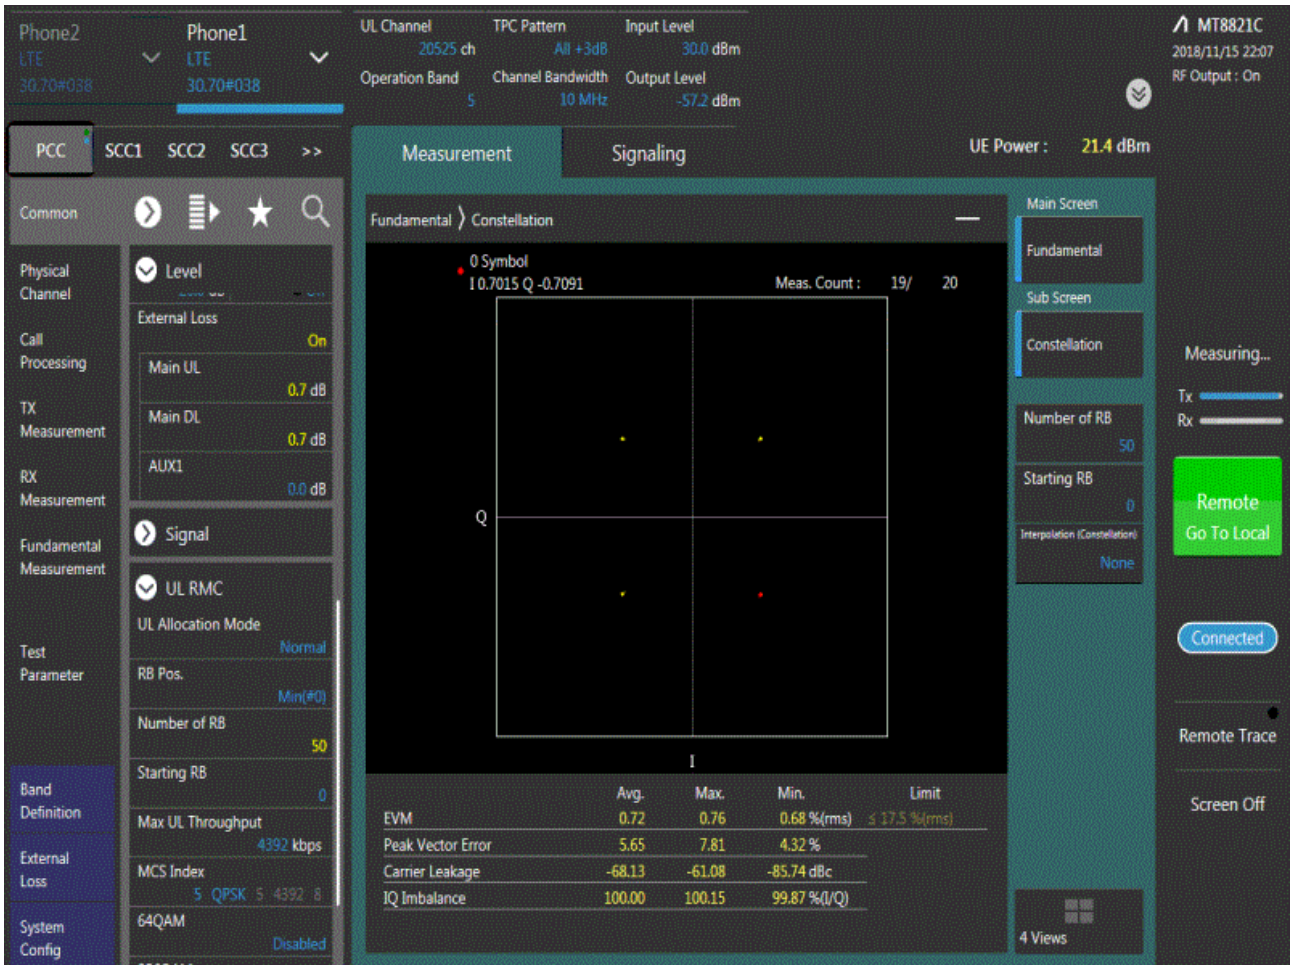 Phone2
LTE
30.70#038
Phone1
LTE
30.70#038
UL Channel
20525 ch
Operation Band
5
TPC Pattern
All +3dB
Channel Bandwidth
10 MHz
Input Level
30.0 dBm
Output Level
-57.2 dBm
MT8821C
2018/11/15 22:07
RF Output : On
PCC SCC1 SCC2 SCC3 >>
Measurement Signaling
UE Power : 21.4 dBm
Common
Physical
Channel
Call
Processing
TX
Measurement
RX
Measurement
Fundamental
Measurement
Test
Parameter
Band
Definition
External
Loss
System
Config
Level
External Loss
On
Main UL
0.7 dB
Main DL
0.7 dB
AUX1
0.0 dB
Signal
UL RMC
UL Allocation Mode
Normal
RB Pos.
Min(#0)
Number of RB
50
Starting RB
0
Max UL Throughput
4392 kbps
MCS Index
5 QPSK 5 4392 8
64QAM
Disabled
Fundamental 〉 Constellation
0 Symbol
I 0.7015 Q -0.7091
Meas. Count : 19/ 20
Q
I
Avg. Max. Min. Limit
EVM 0.72 0.76 0.68 %(rms) ≤ 17.5 %(rms)
Peak Vector Error 5.65 7.81 4.32 %
Carrier Leakage -68.13 -61.08 -85.74 dBc
IQ Imbalance 100.00 100.15 99.87 %(I/Q)
Main Screen
Fundamental
Sub Screen
Constellation
Number of RB
50
Starting RB
0
Interpolation (Constellation)
None
4 Views
Measuring...
Tx
Rx
Remote
Go To Local
Connected
Remote Trace
Screen Off